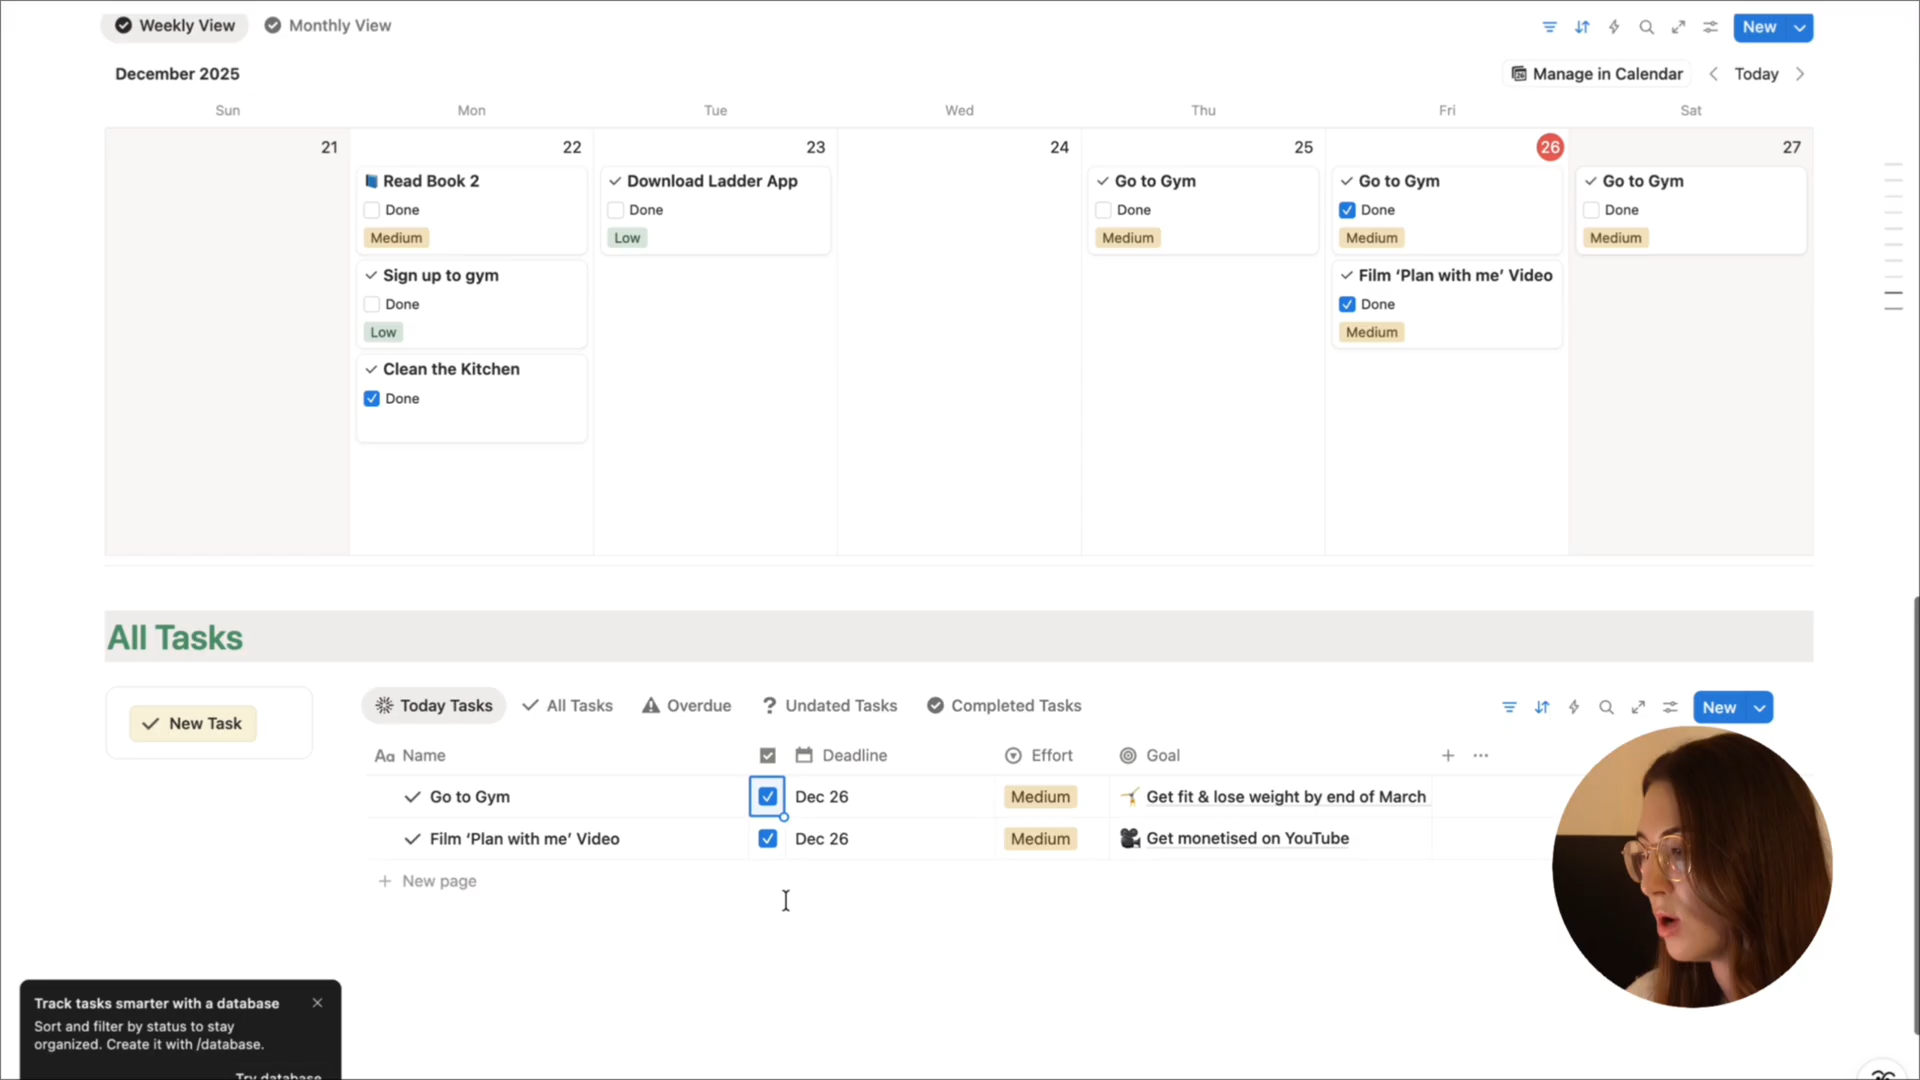 Weekly View Monthly View New
December 2025 Manage in Calendar Today
Sun Mon Tue Wed Thu Fri Sat
21 22 23 24 25 26 27
Read Book 2
Done
Medium
Sign up to gym
Done
Low
Clean the Kitchen
Done
Download Ladder App
Done
Low
Go to Gym
Done
Medium
Go to Gym
Done
Medium
Film ‘Plan with me’ Video
Done
Medium
Go to Gym
Done
Medium
All Tasks
New Task
Today Tasks All Tasks Overdue ? Undated Tasks Completed Tasks New
Aa Name Deadline Effort Goal
Go to Gym Dec 26 Medium Get fit & lose weight by end of March
Film ‘Plan with me’ Video Dec 26 Medium Get monetised on YouTube
+ New page
Track tasks smarter with a database
Sort and filter by status to stay
organized. Create it with /database.
Try database